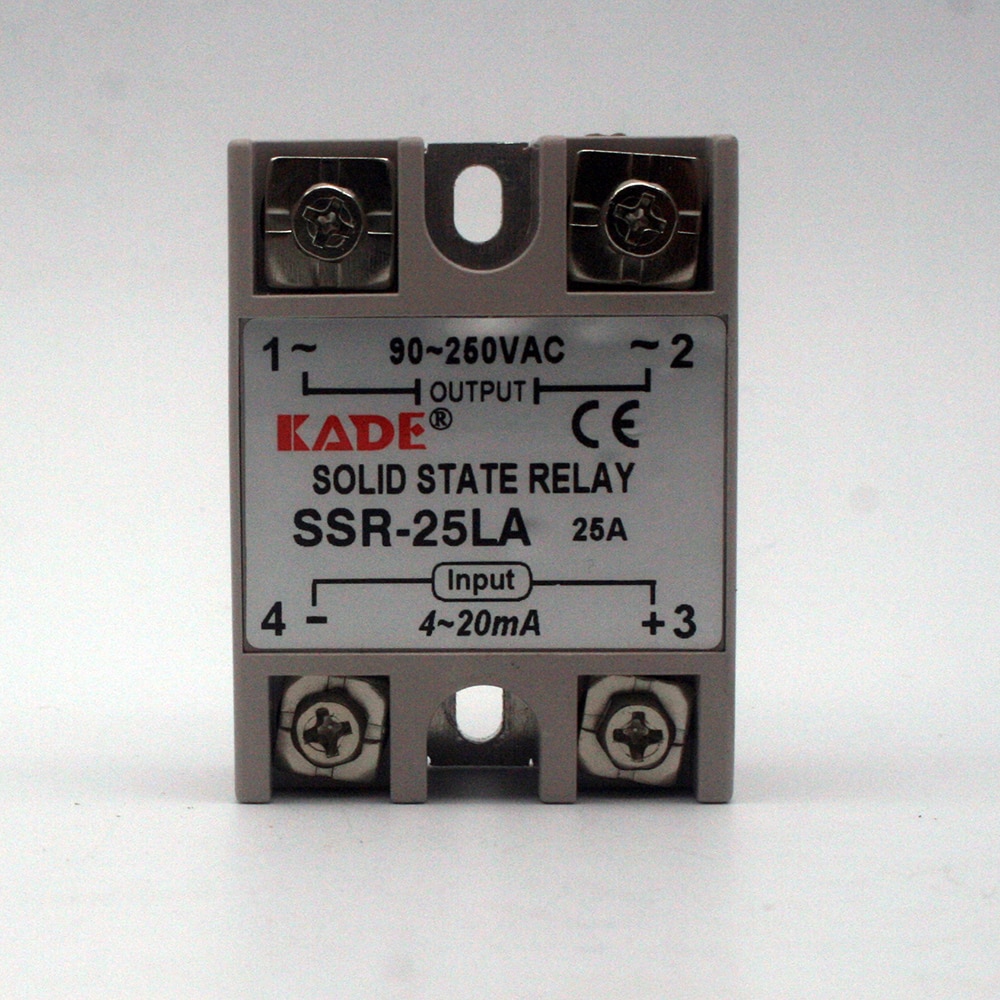 1~ 90~250VAC ~2
OUTPUT
KADE® CE
SOLID STATE RELAY
SSR-25LA 25A
Input
4 - 4~20mA +3